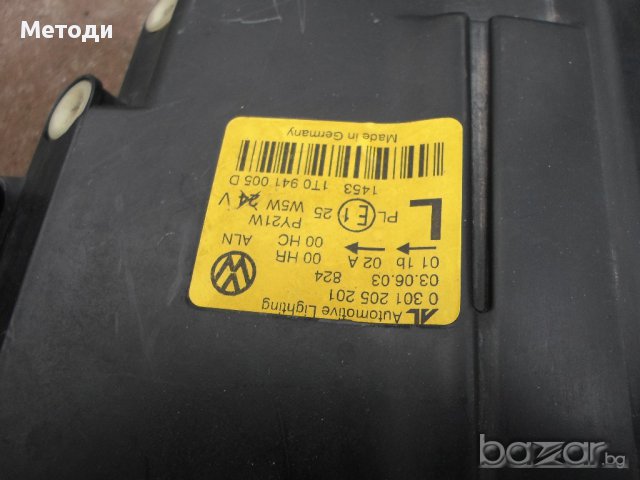 Методи
AL Automotive Lighting
0 301 205 201
03.06.03 824
01 1b 02 A 00 HR ALN
00 HC
PY21W
PL E1 25 W5W 24 V
L
1453 1T0 941 005 D
Made in Germany
bazar.bg